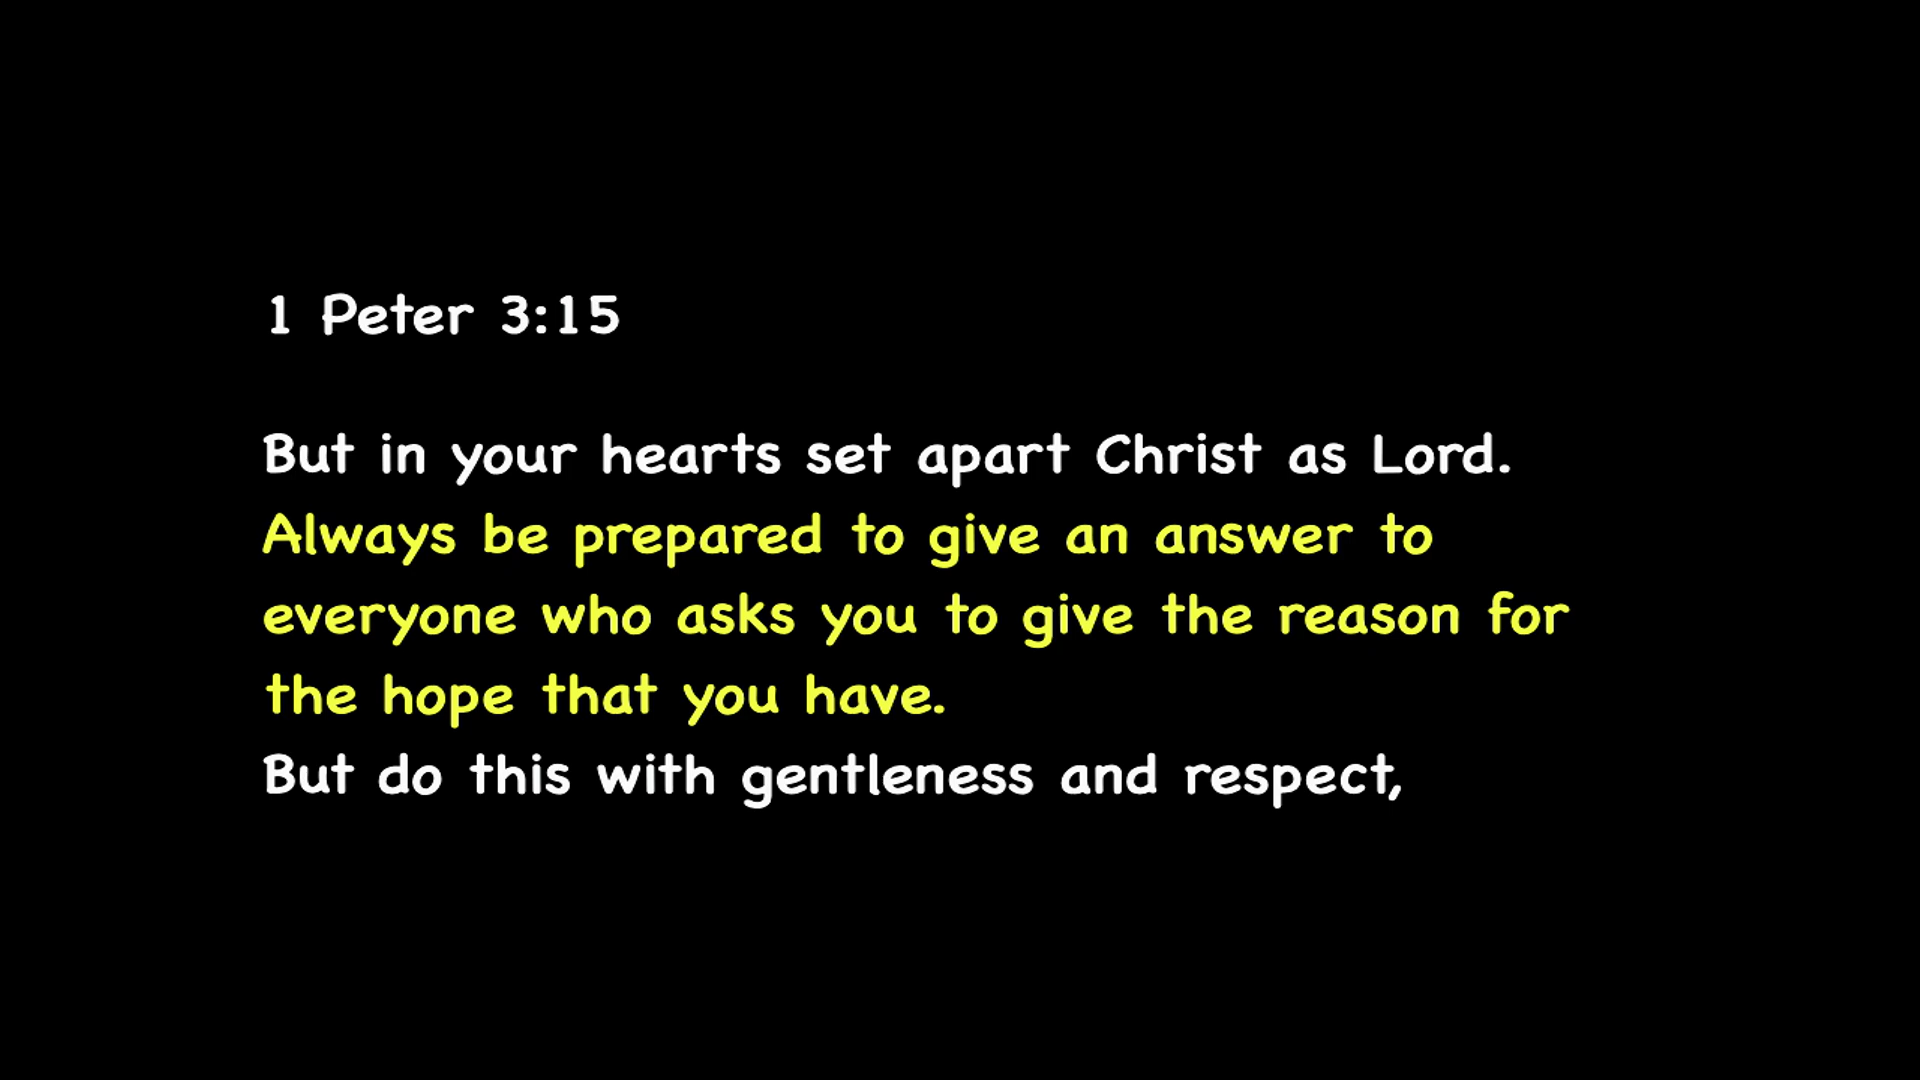 1 Peter 3:15
But in your hearts set apart Christ as Lord.
Always be prepared to give an answer to
everyone who asks you to give the reason for
the hope that you have.
But do this with gentleness and respect,